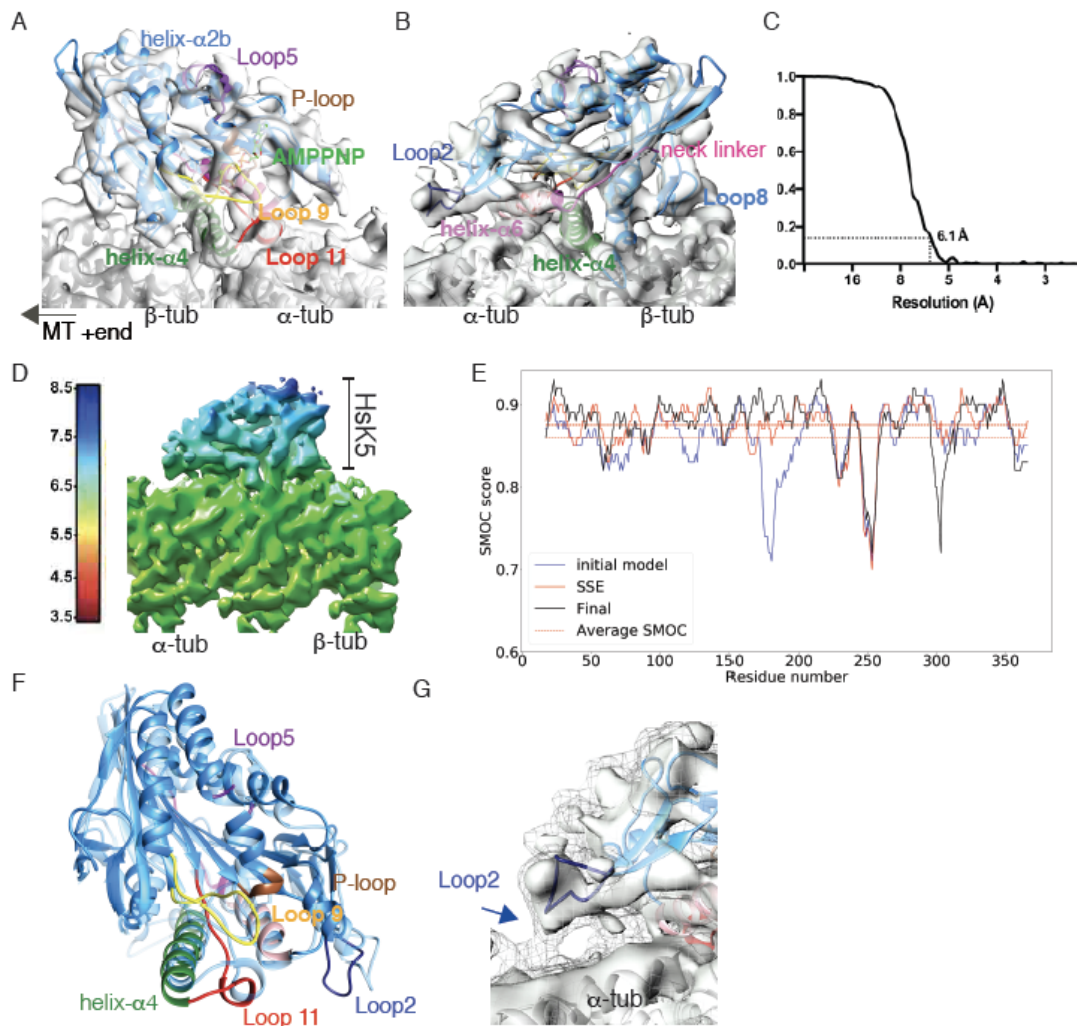 A
helix-α2b
Loop5
P-loop
AMPPNP
Loop 9
helix-α4
Loop 11
β-tub
α-tub
MT +end
B
Loop2
neck linker
Loop8
helix-α6
helix-α4
α-tub
β-tub
C
1.0
0.8
0.6
0.4
0.2
0.0
6.1 Å
16
8
5
4
3
Resolution (A)
D
8.5
7.5
6.5
5.5
4.5
3.5
HsK5
α-tub
β-tub
E
SMOC score
0.9
0.8
0.7
0.6
initial model
SSE
Final
Average SMOC
0
50
100
150
200
250
300
350
Residue number
F
Loop5
P-loop
Loop 9
helix-α4
Loop 11
Loop2
G
Loop2
α-tub